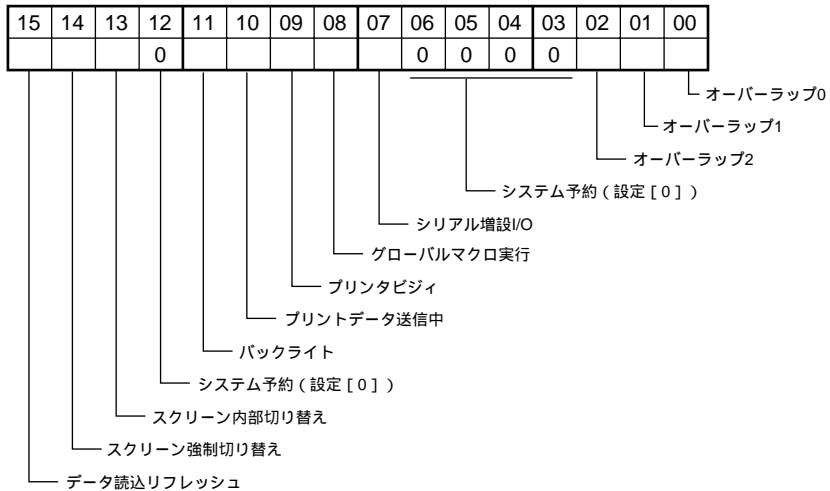 15 14 13 12 11 10 09 08 07 06 05 04 03 02 01 00
0 0 0 0 0
オーバーラップ0
オーバーラップ1
オーバーラップ2
システム予約（設定［0］）
シリアル増設I/O
グローバルマクロ実行
プリンタビジィ
プリントデータ送信中
バックライト
システム予約（設定［0］）
スクリーン内部切り替え
スクリーン強制切り替え
データ読込リフレッシュ